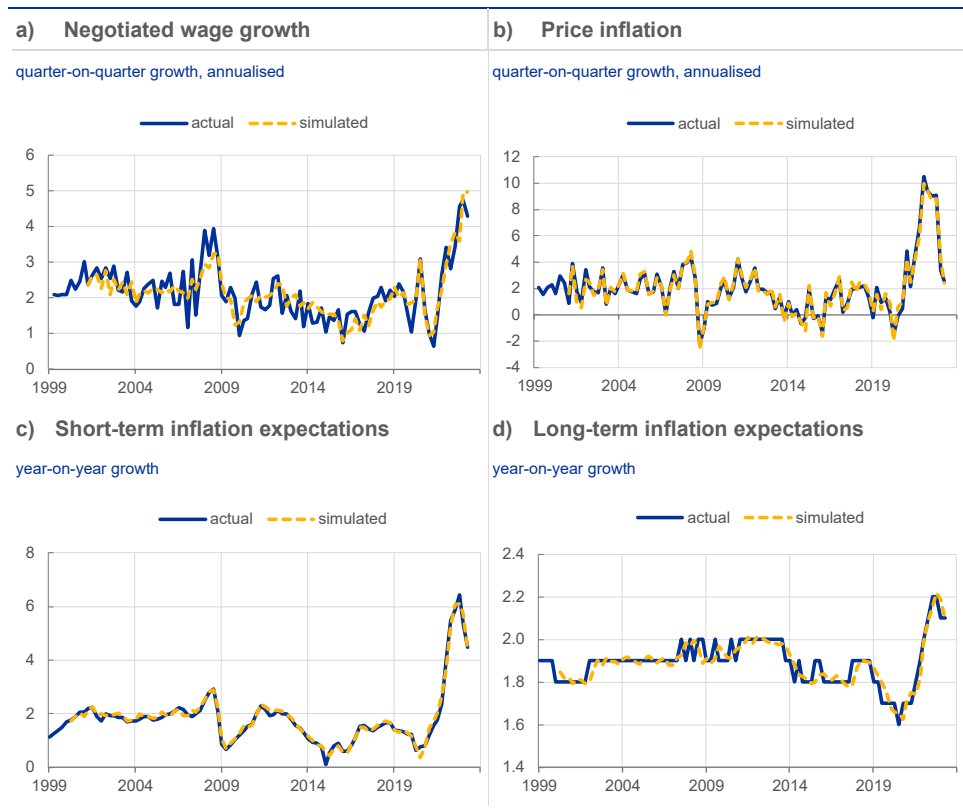 a) Negotiated wage growth
quarter-on-quarter growth, annualised
actual simulated
6
5
4
3
2
1
0
1999 2004 2009 2014 2019
b) Price inflation
quarter-on-quarter growth, annualised
actual simulated
12
10
8
6
4
2
0
-2
-4
1999 2004 2009 2014 2019
c) Short-term inflation expectations
year-on-year growth
actual simulated
8
6
4
2
0
1999 2004 2009 2014 2019
d) Long-term inflation expectations
year-on-year growth
actual simulated
2.4
2.2
2.0
1.8
1.6
1.4
1999 2004 2009 2014 2019